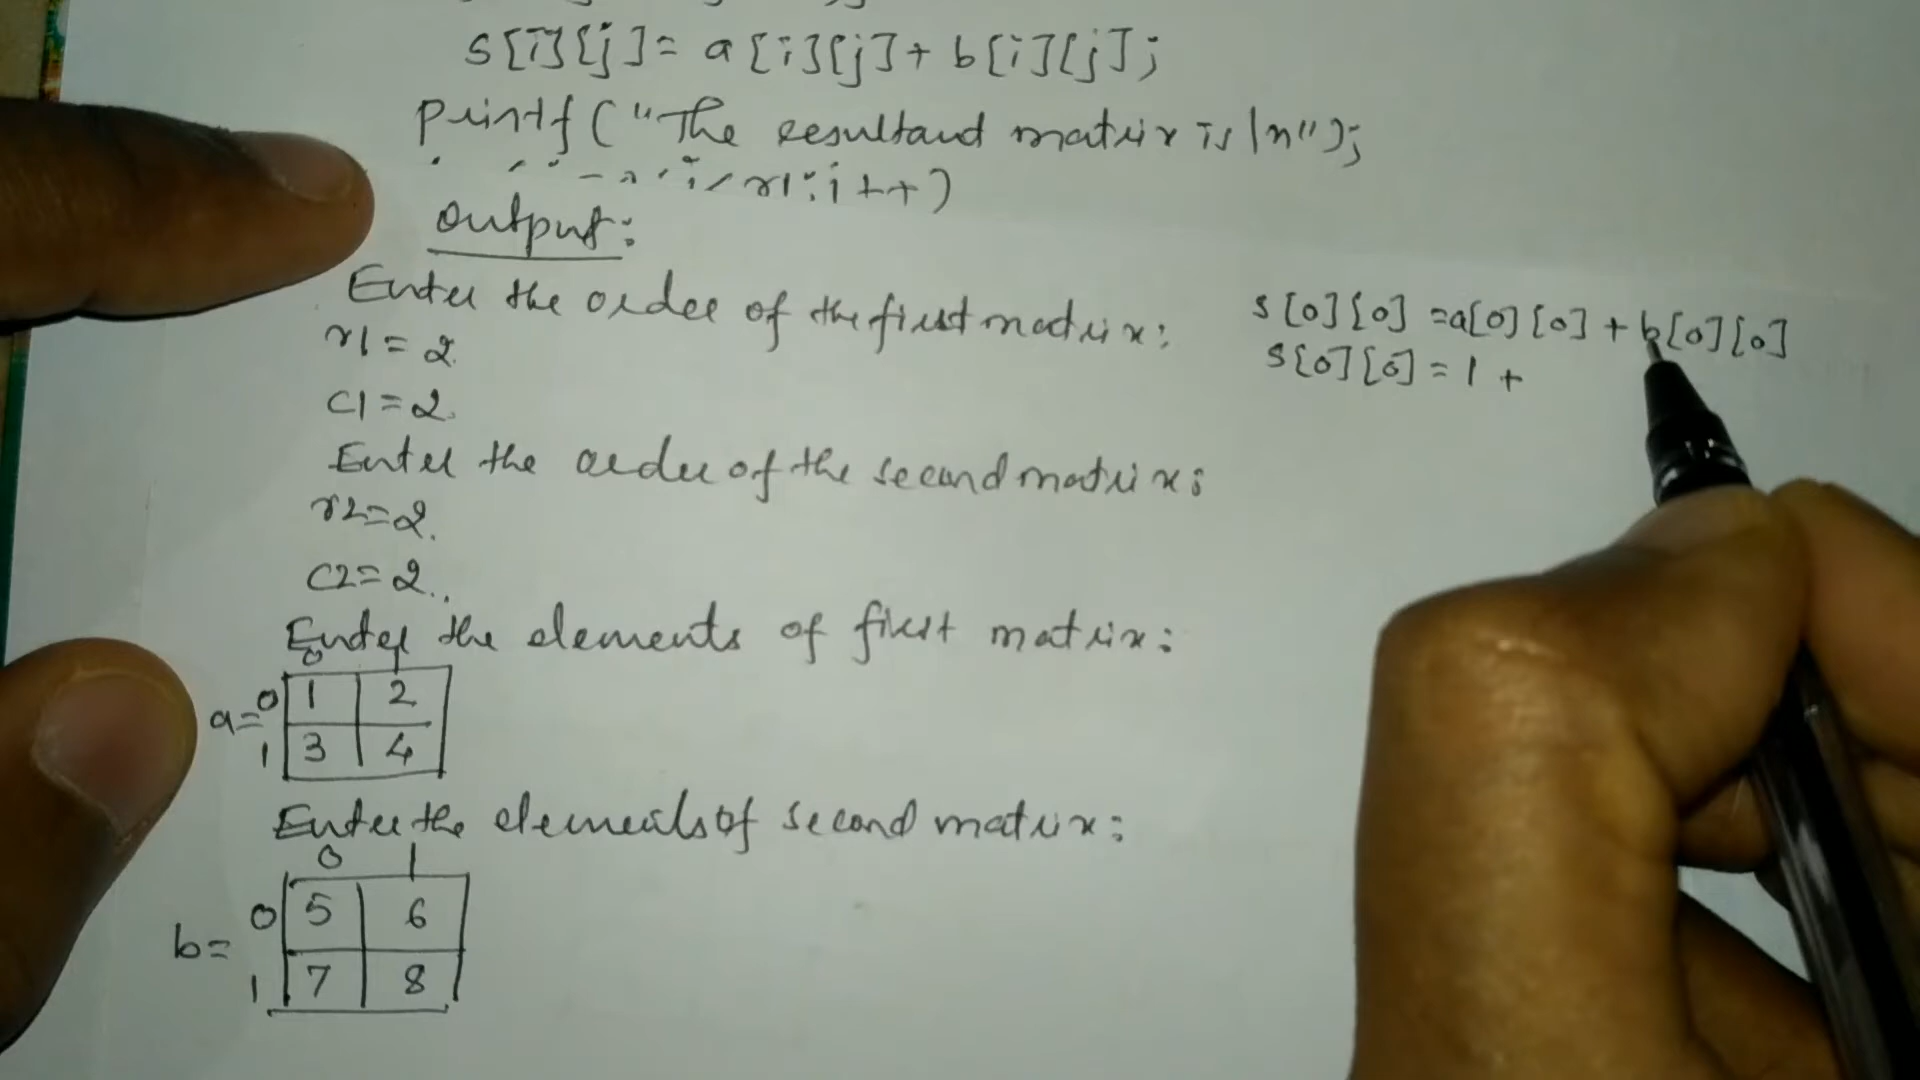 s[i][j]= a[i][j]+ b[i][j];
printf("The resultant matrix is \n");
r1;i++)
output:
Enter the order of the first matrix:
r1=2.
c1=2.
Enter the order of the second matrix:
r2=2.
c2=2.
Enter the elements of first matrix:
0 1
a= 0 1 2
1 3 4
Enter the elements of second matrix:
0 1
b= 0 5 6
1 7 8
s[0][0] =a[0][0] + b[0][0]
s[0][0] = 1 +